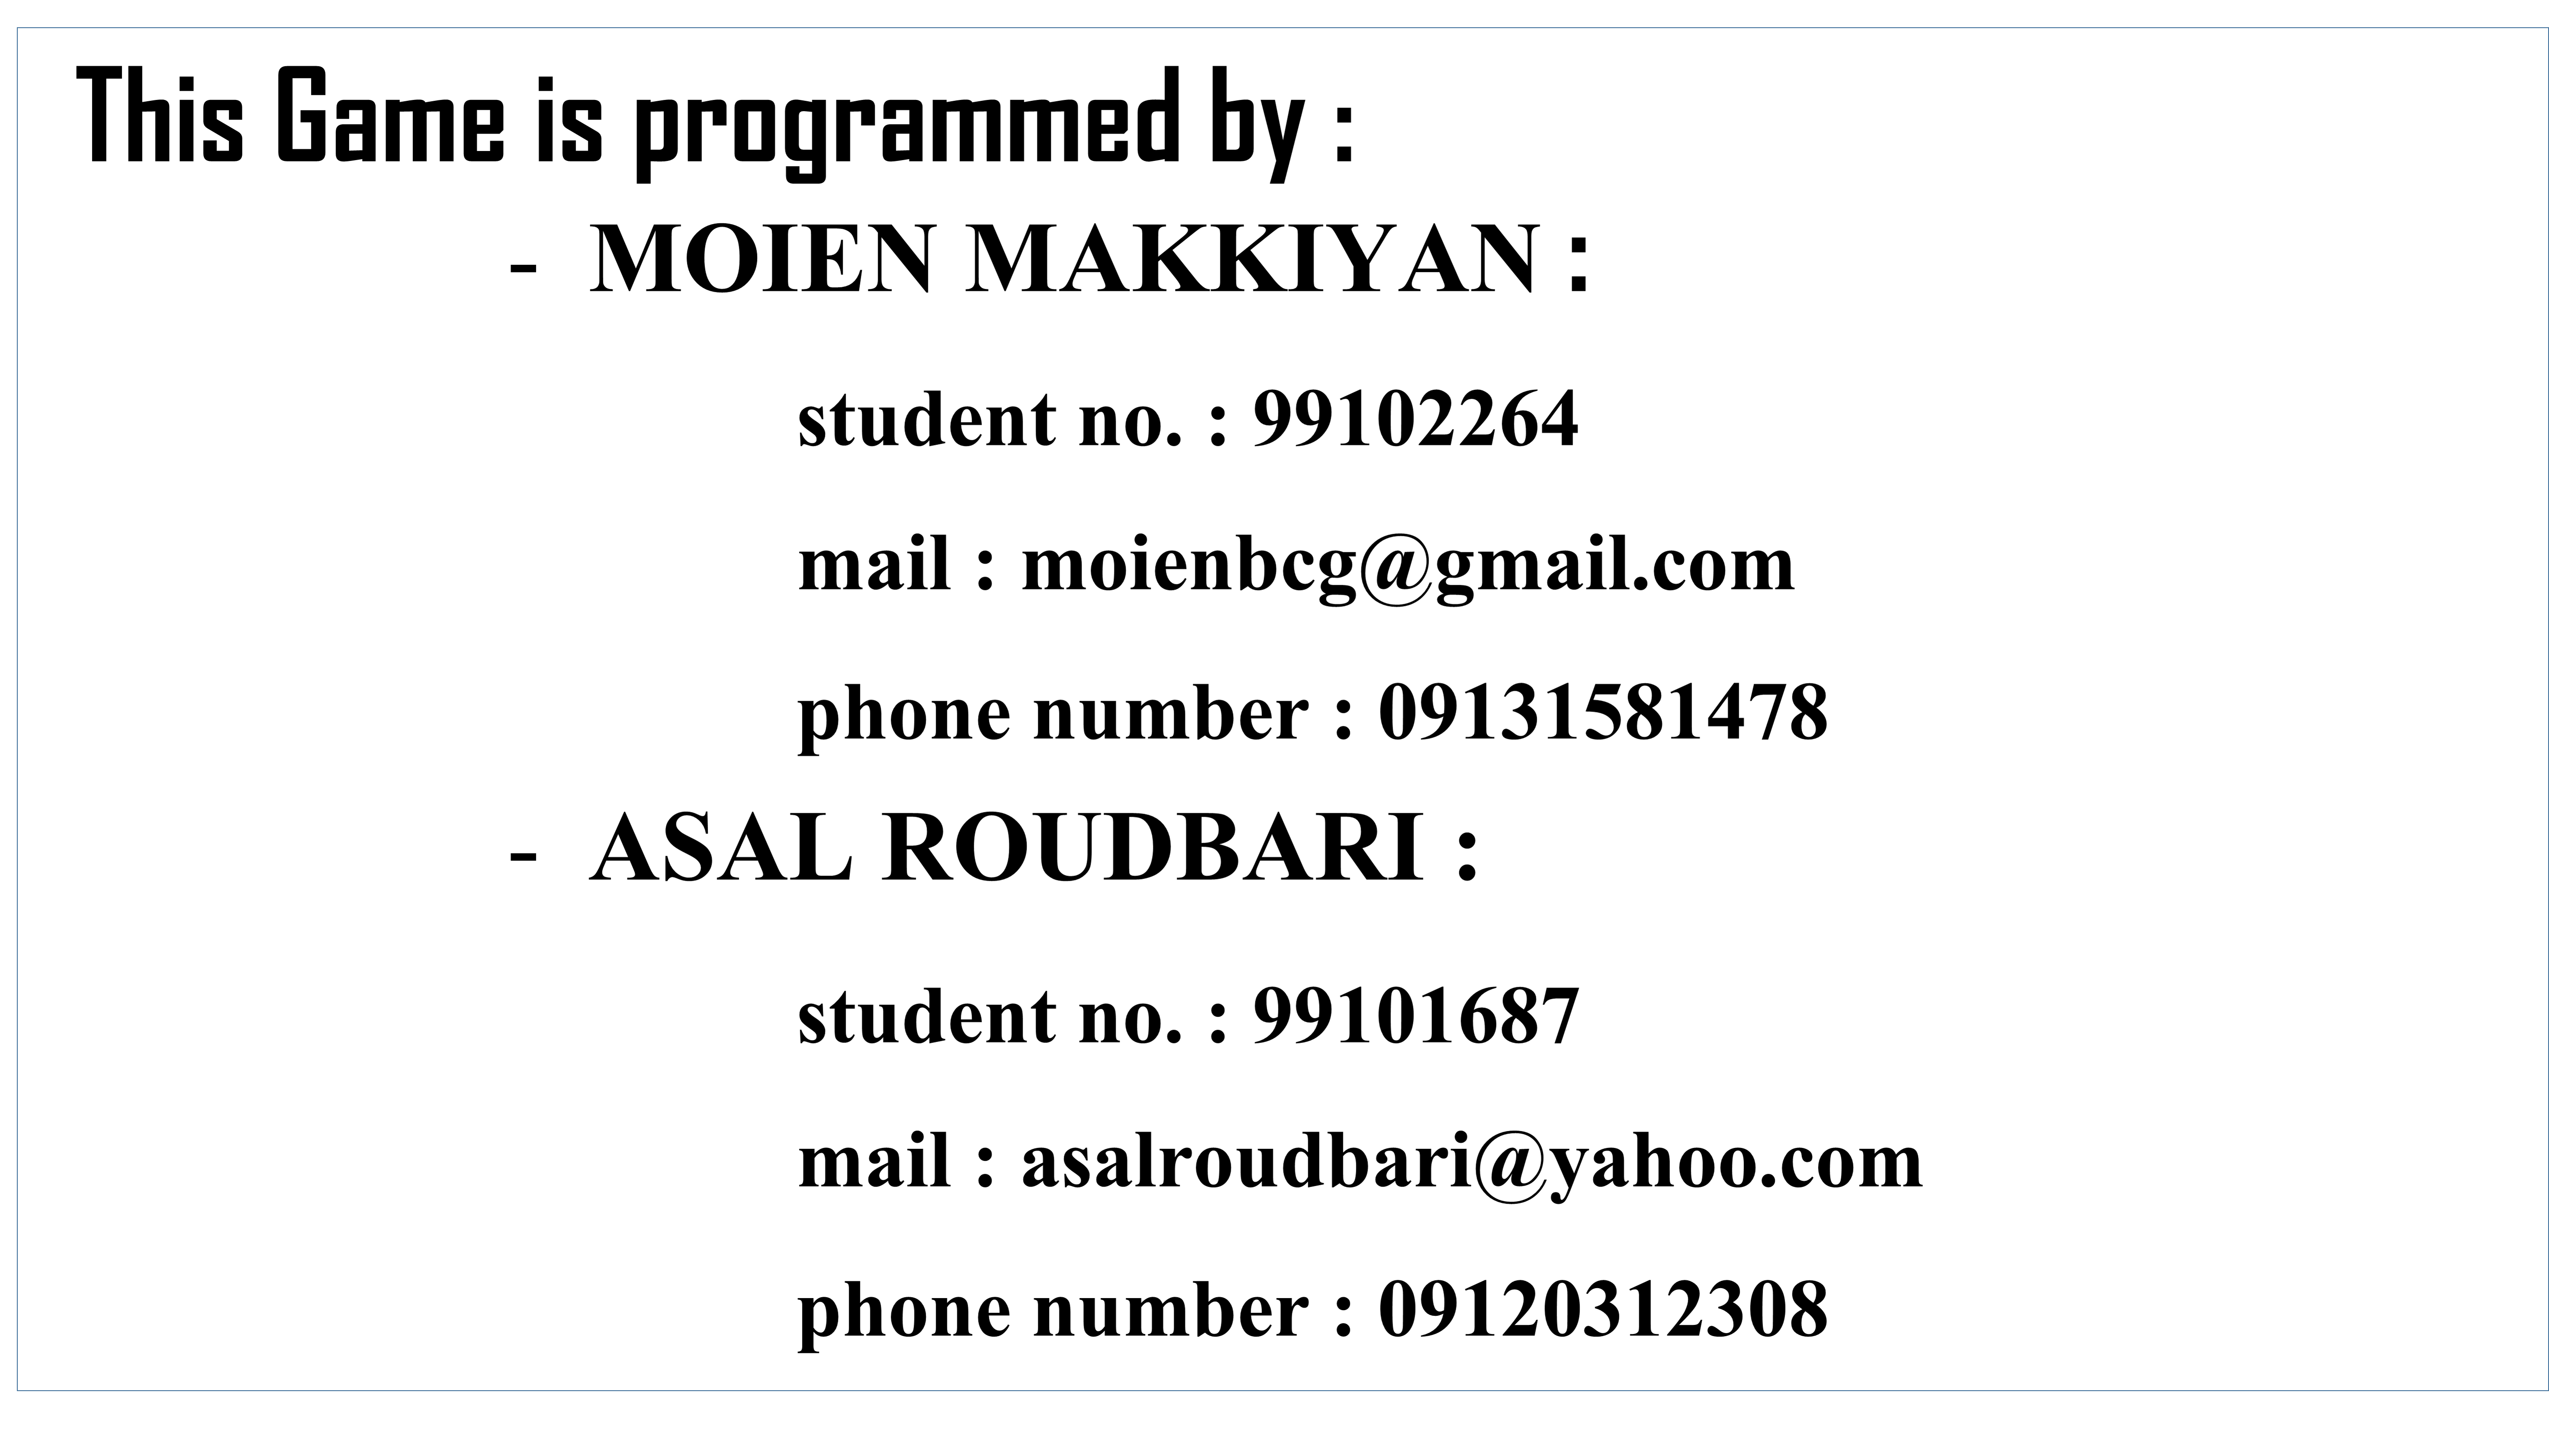 This Game is programmed by :
- MOIEN MAKKIYAN :
student no. : 99102264
mail : moienbcg@gmail.com
phone number : 09131581478
- ASAL ROUDBARI :
student no. : 99101687
mail : asalroudbari@yahoo.com
phone number : 09120312308